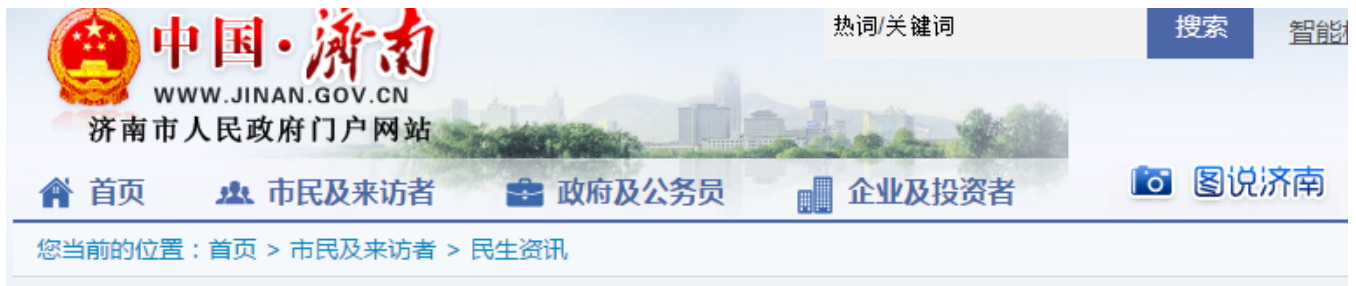 中国·济南
热词/关键词
搜索
智能
WWW.JINAN.GOV.CN
济南市人民政府门户网站
首页
市民及来访者
政府及公务员
企业及投资者
图说济南
您当前的位置：首页 > 市民及来访者 > 民生资讯